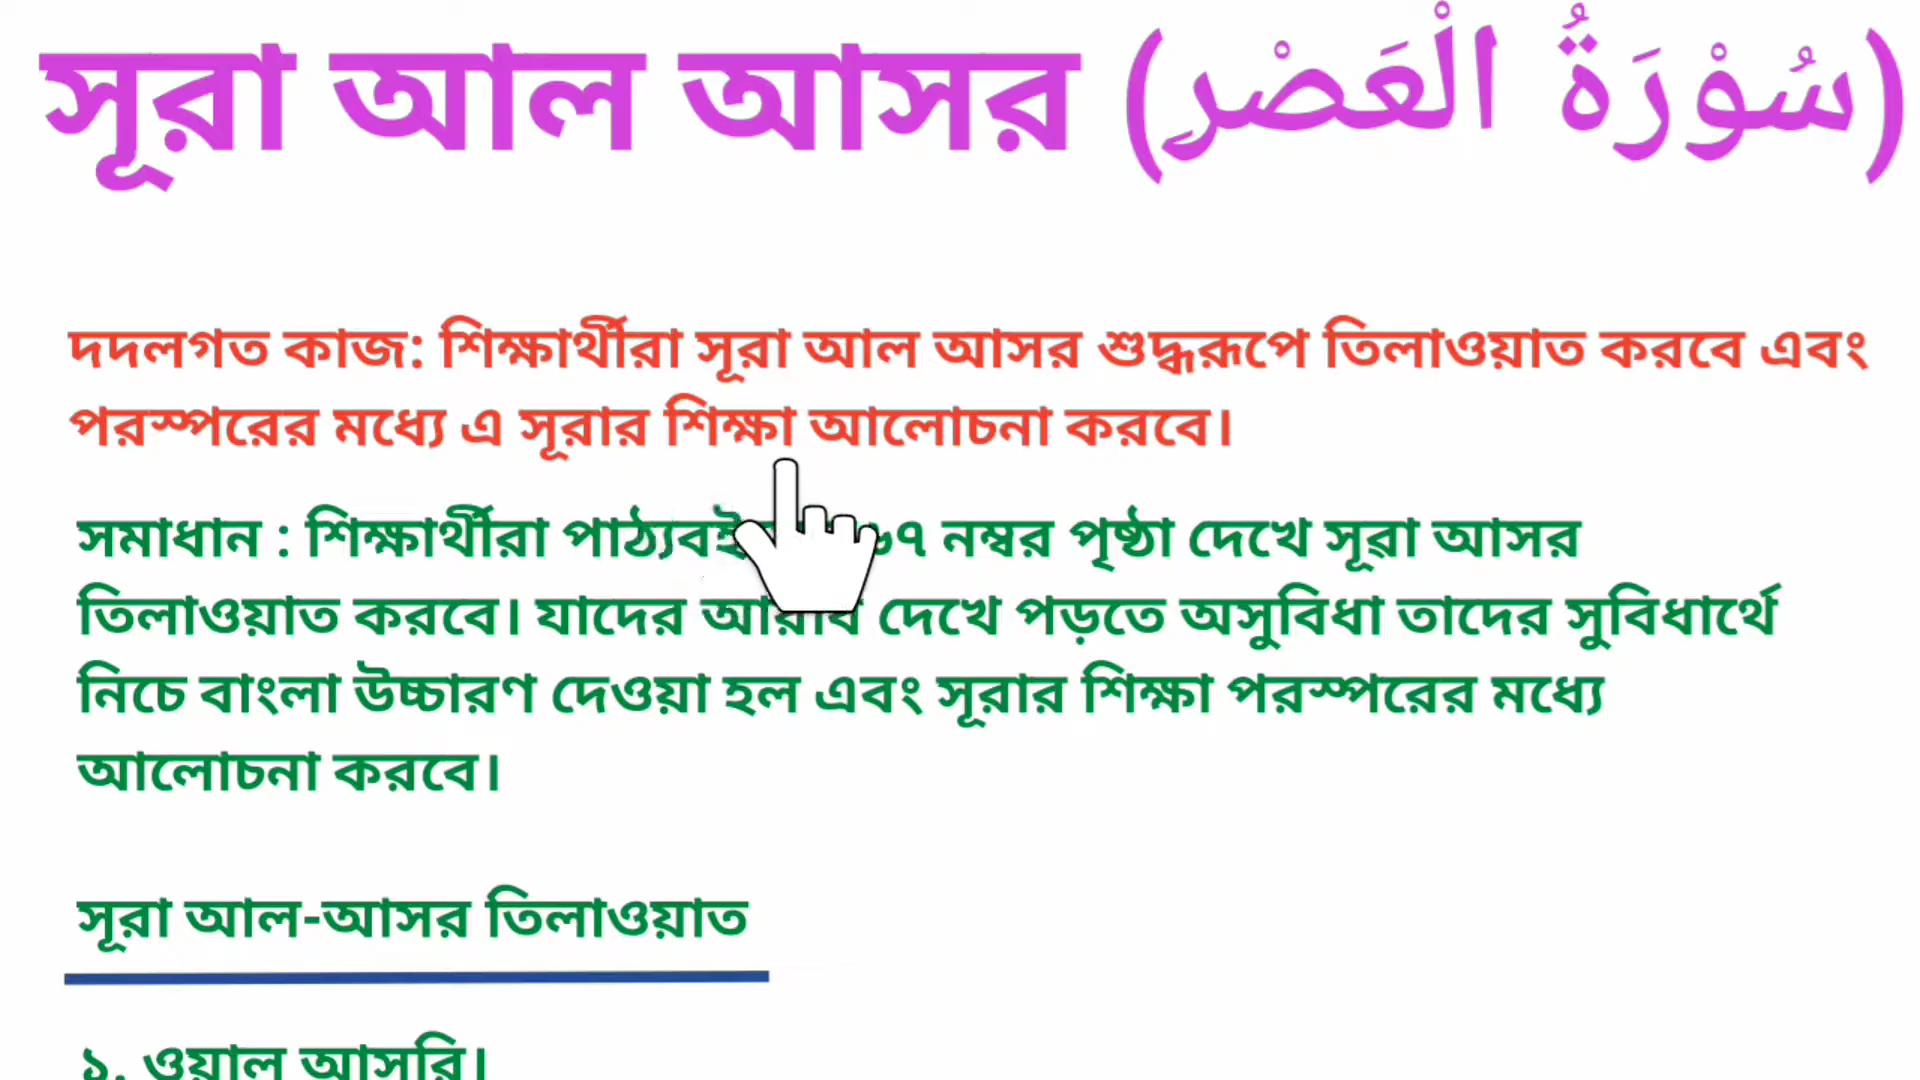 সূরা আল আসর (سُوْرَةُ الْعَصْرِ)
দদলগত কাজ: শিক্ষার্থীরা সূরা আল আসর শুদ্ধরূপে তিলাওয়াত করবে এবং
পরস্পরের মধ্যে এ সূরার শিক্ষা আলোচনা করবে।
সমাধান : শিক্ষার্থীরা নম্বর পৃষ্ঠা দেখে সূরা আসর
তিলাওয়াত করবে। যাদের দেখে পড়তে অসুবিধা তাদের সুবিধার্থে
নিচে বাংলা উচ্চারণ দেওয়া হল এবং সূরার শিক্ষা পরস্পরের মধ্যে
আলোচনা করবে।
সূরা আল-আসর তিলাওয়াত
১. ওয়াল আসরি।